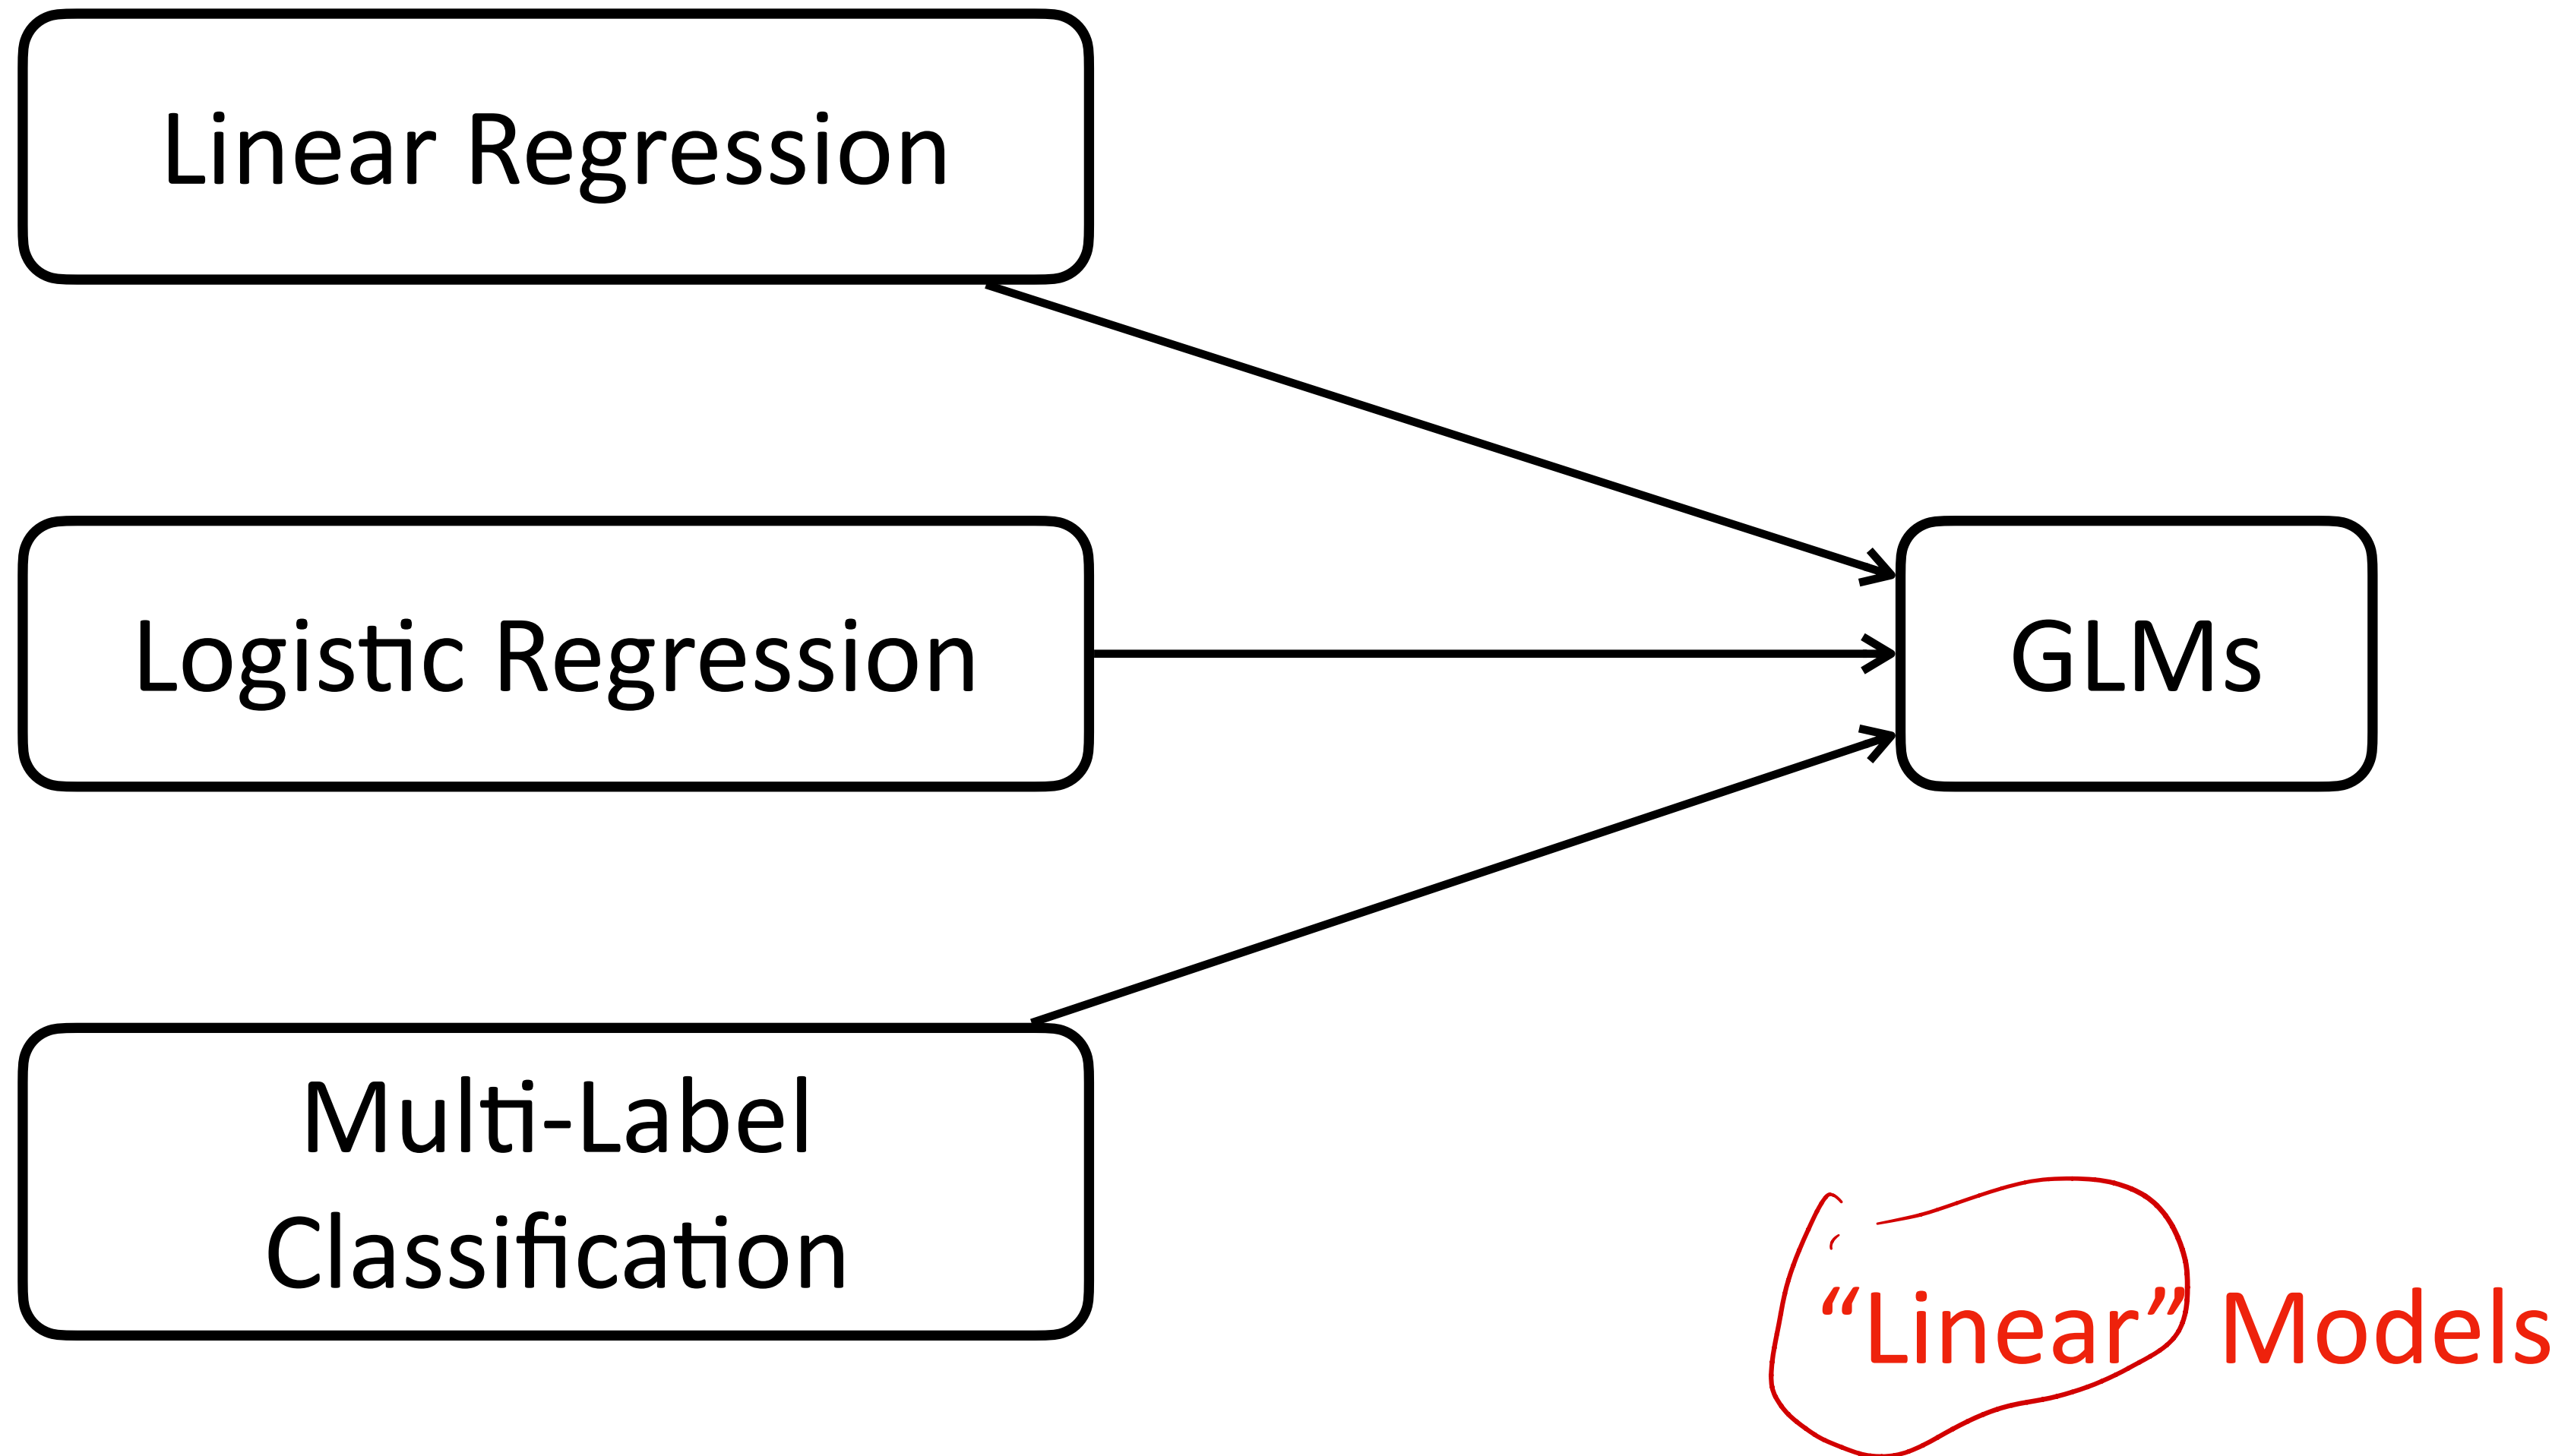 Linear Regression
Logistic Regression
GLMs
Multi-Label
Classification
“Linear” Models